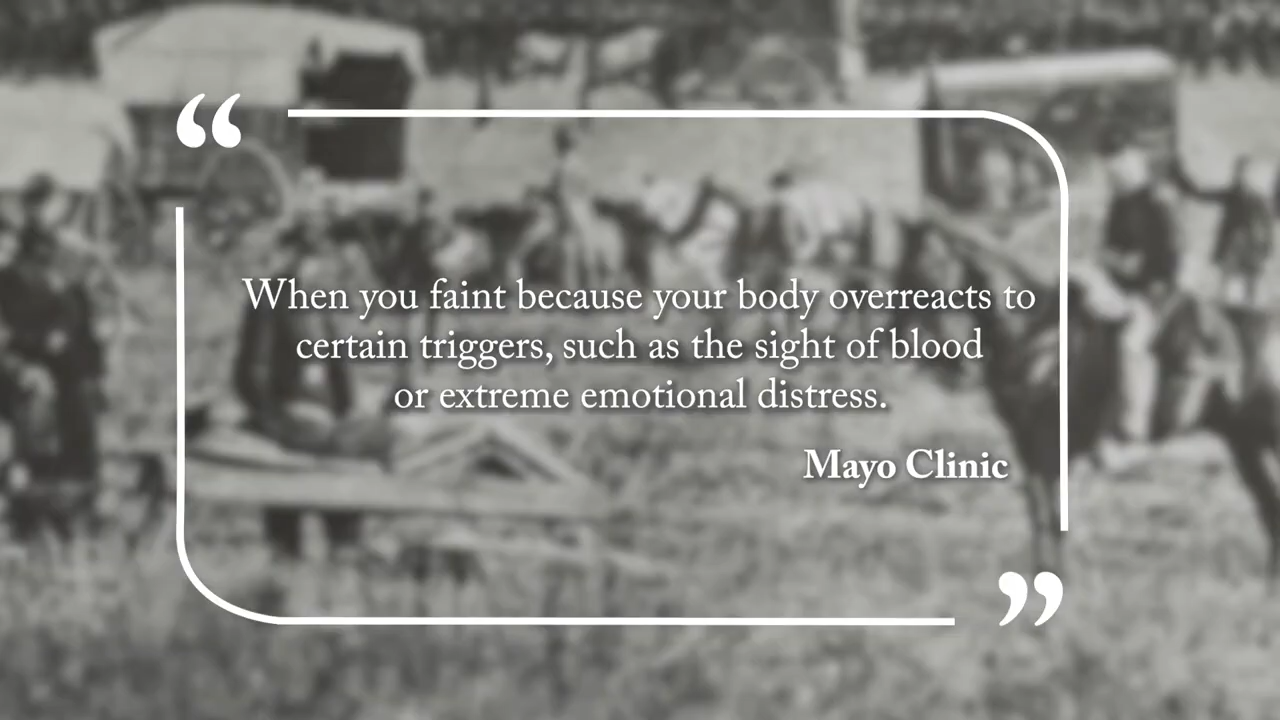 “
When you faint because your body overreacts to
certain triggers, such as the sight of blood
or extreme emotional distress.
Mayo Clinic
”